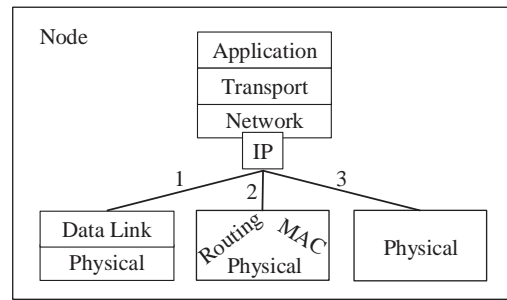 Node
Application
Transport
Network
IP
1 2 3
Data Link
Physical
Routing MAC
Physical
Physical